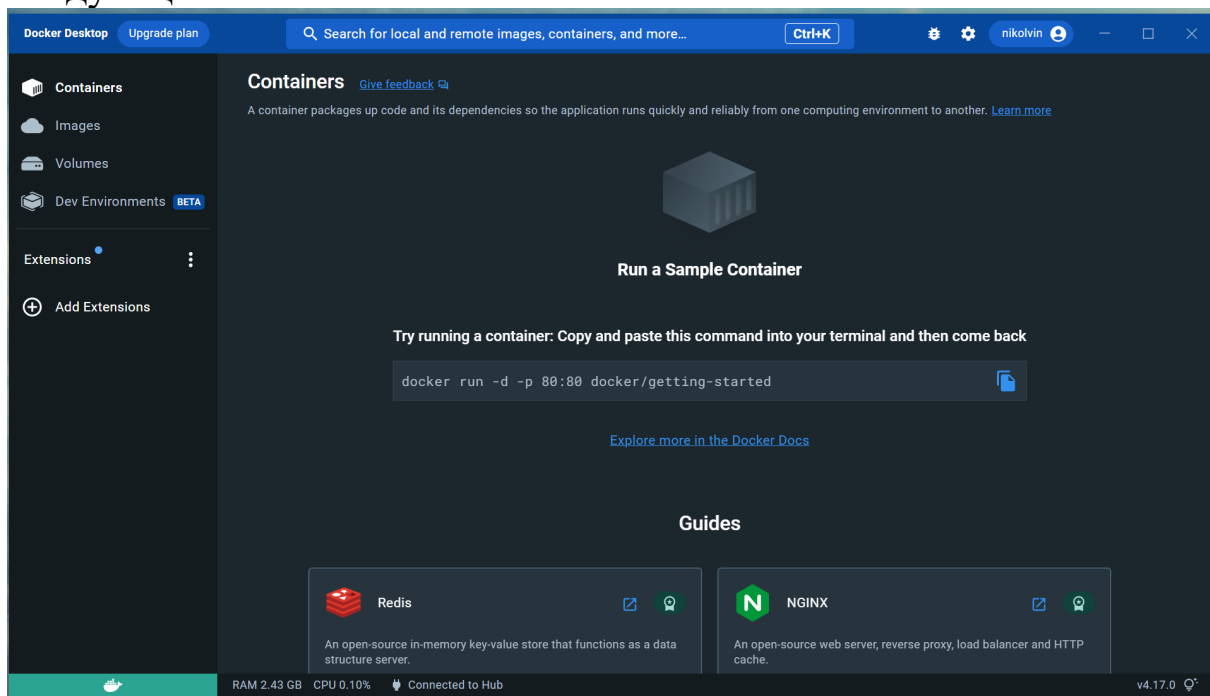 Docker Desktop Upgrade plan Search for local and remote images, containers, and more... Ctrl+K nikolvin
Containers
Images
Volumes
Dev Environments BETA
Extensions
Add Extensions
Containers Give feedback
A container packages up code and its dependencies so the application runs quickly and reliably from one computing environment to another. Learn more
Run a Sample Container
Try running a container: Copy and paste this command into your terminal and then come back
docker run -d -p 80:80 docker/getting-started
Explore more in the Docker Docs
Guides
Redis
An open-source in-memory key-value store that functions as a data
structure server.
NGINX
An open-source web server, reverse proxy, load balancer and HTTP
cache.
RAM 2.43 GB CPU 0.10% Connected to Hub v4.17.0